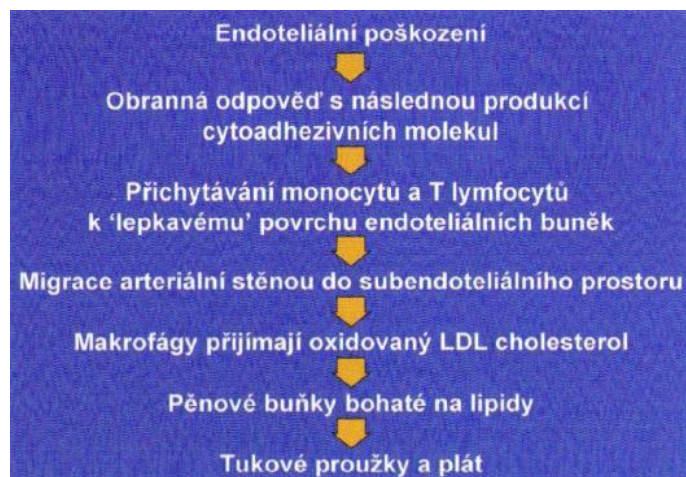 Endoteliální poškození
Obranná odpověď s následnou produkcí
cytoadhezivních molekul
Přichytávání monocytů a T lymfocytů
k ‘lepkavému’ povrchu endoteliálních buněk
Migrace arteriální stěnou do subendoteliálního prostoru
Makrofágy přijímají oxidovaný LDL cholesterol
Pěnové buňky bohaté na lipidy
Tukové proužky a plát